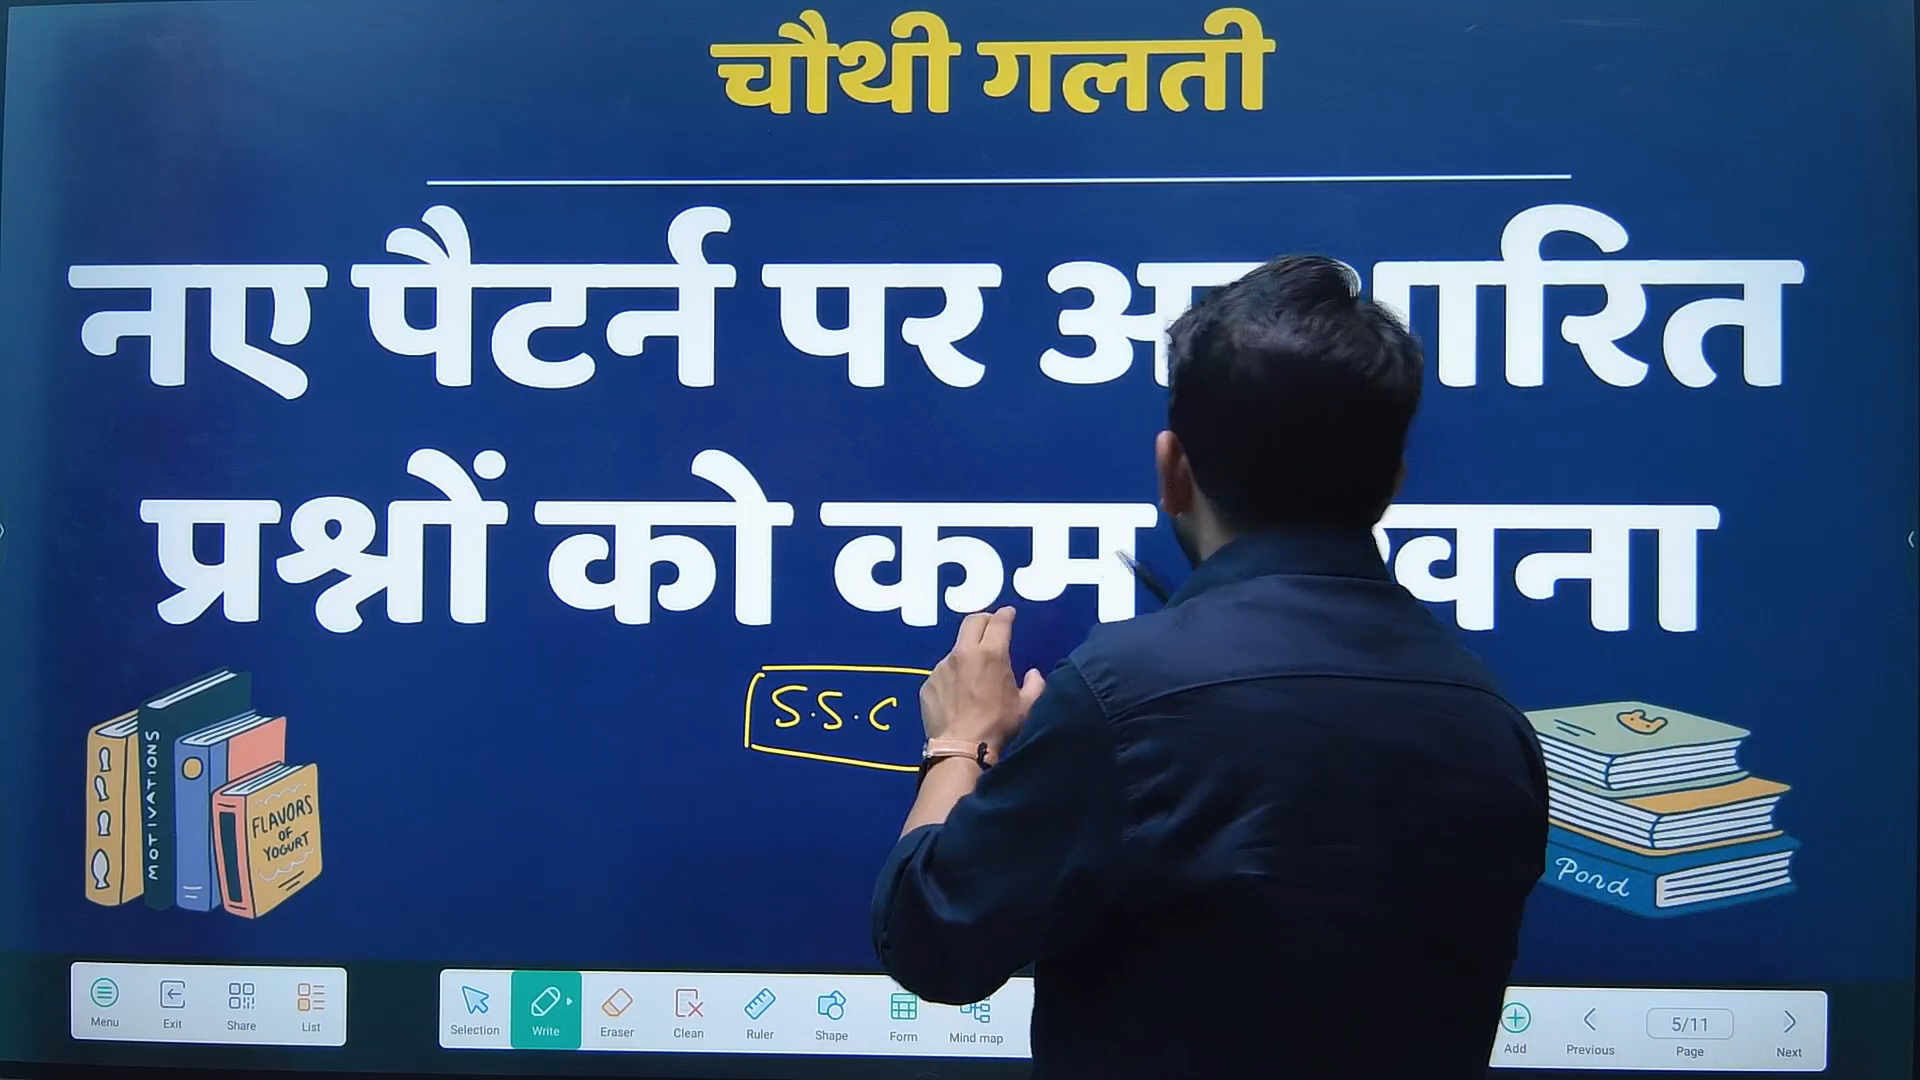 चौथी गलती
नए पैटर्न पर
प्रश्नों को कम
S.S.C
MOTIVATIONS
FLAVORS
OF
YOGURT
Pond
Menu Exit Share List
Selection Write Eraser Clean Ruler Shape Form Mind map
Add Previous 5/11 Page Next